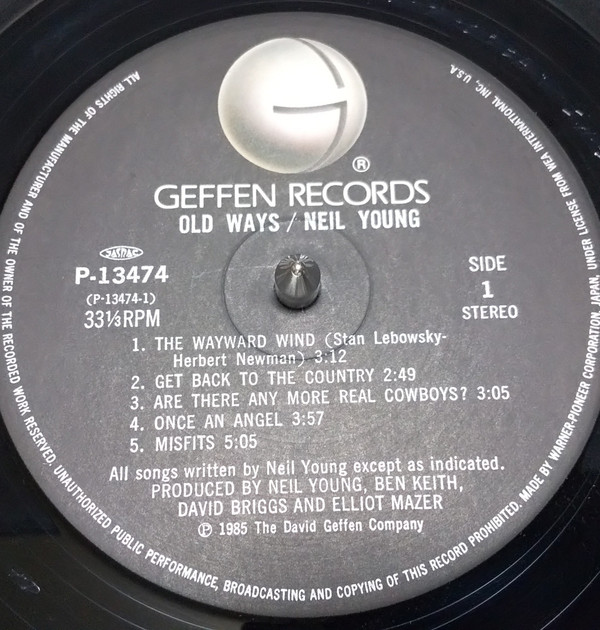 ®
GEFFEN RECORDS
OLD WAYS / NEIL YOUNG
JASRAC
P-13474
(P-13474-1)
33⅓RPM
SIDE
1
STEREO
1. THE WAYWARD WIND (Stan Lebowsky-
Herbert Newman) 3:12
2. GET BACK TO THE COUNTRY 2:49
3. ARE THERE ANY MORE REAL COWBOYS? 3:05
4. ONCE AN ANGEL 3:57
5. MISFITS 5:05
All songs written by Neil Young except as indicated.
PRODUCED BY NEIL YOUNG, BEN KEITH,
DAVID BRIGGS AND ELLIOT MAZER
℗ 1985 The David Geffen Company
ALL RIGHTS OF THE MANUFACTURER AND OF THE OWNER OF THE RECORDED WORK RESERVED. UNAUTHORIZED PUBLIC PERFORMANCE, BROADCASTING AND COPYING OF THIS RECORD PROHIBITED. MADE BY WARNER-PIONEER CORPORATION, JAPAN, UNDER LICENSE FROM WEA INTERNATIONAL INC., U.S.A.